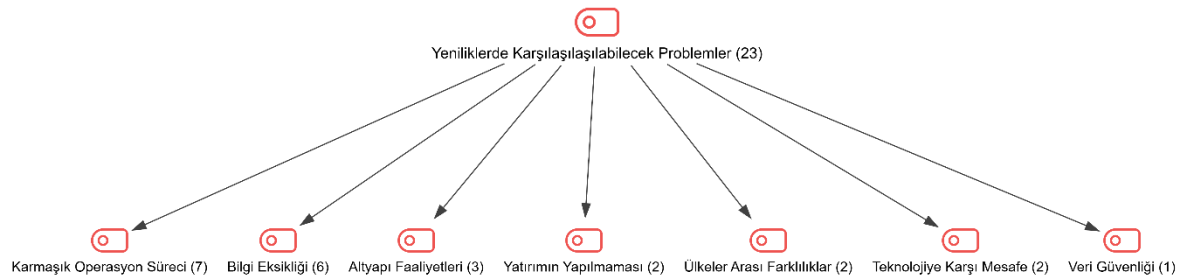 Yeniliklerde Karşılaşılaşılabilecek Problemler (23)
Karmaşık Operasyon Süreci (7)
Bilgi Eksikliği (6)
Altyapı Faaliyetleri (3)
Yatırımın Yapılmaması (2)
Ülkeler Arası Farklılıklar (2)
Teknolojiye Karşı Mesafe (2)
Veri Güvenliği (1)